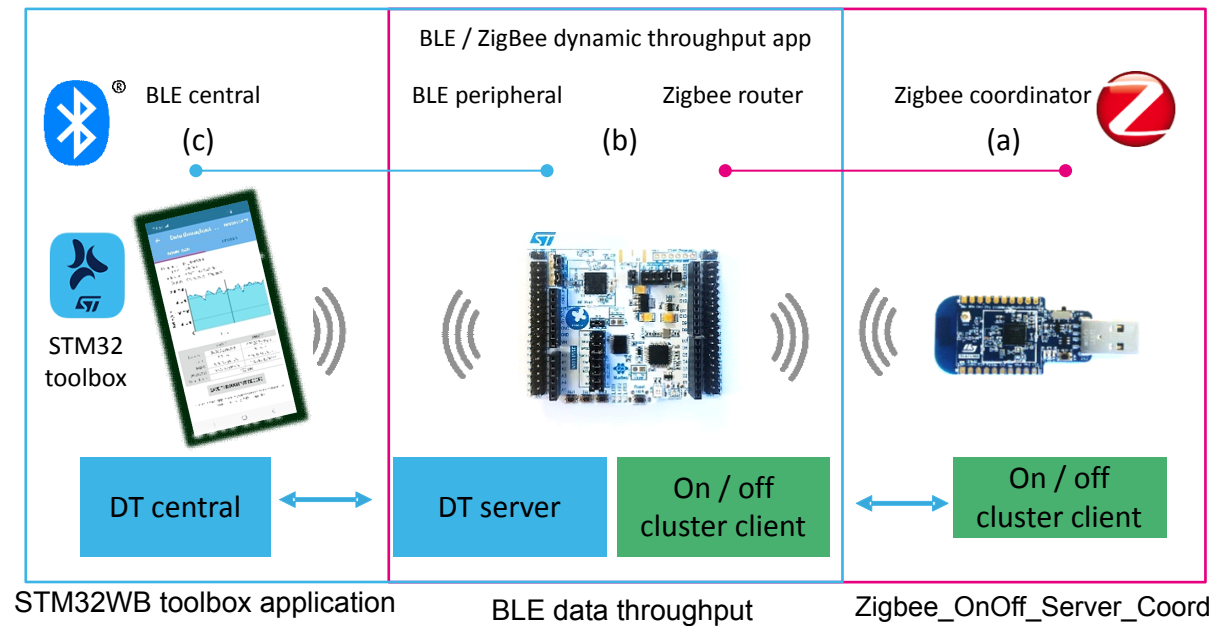 BLE / ZigBee dynamic throughput app
®
BLE central
BLE peripheral
Zigbee router
Zigbee coordinator
(c)
(b)
(a)
STM32
toolbox
DT central
DT server
On / off
cluster client
On / off
cluster client
STM32WB toolbox application
BLE data throughput
Zigbee_OnOff_Server_Coord